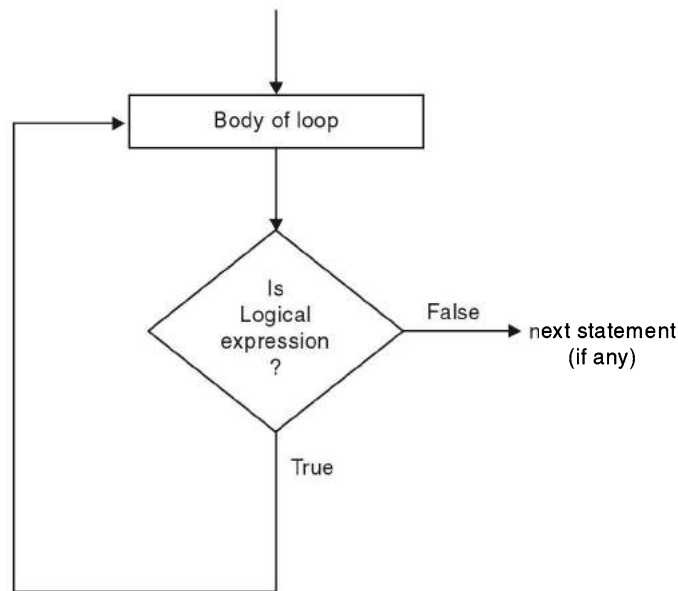 Body of loop
Is
Logical
expression
?
False
next statement
(if any)
True